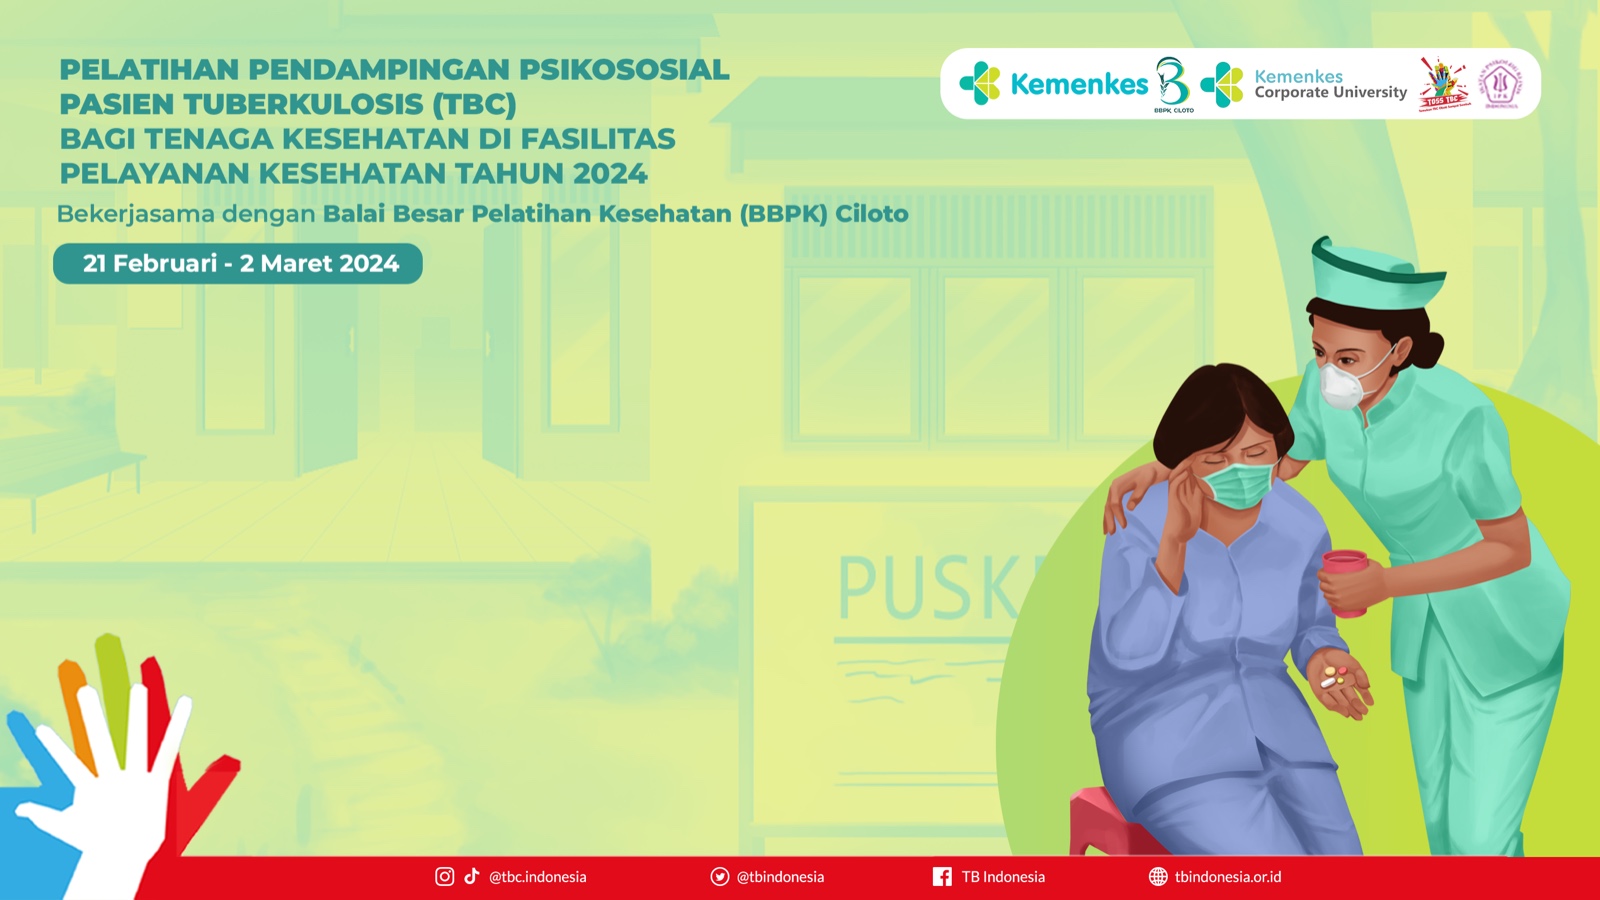 PELATIHAN PENDAMPINGAN PSIKOSOSIAL
PASIEN TUBERKULOSIS (TBC)
BAGI TENAGA KESEHATAN DI FASILITAS
PELAYANAN KESEHATAN TAHUN 2024
Bekerjasama dengan Balai Besar Pelatihan Kesehatan (BBPK) Ciloto
21 Februari - 2 Maret 2024
Kemenkes
BBPK CILOTO
Kemenkes
Corporate University
TOSS TBC
IPK
PUSK
@tbc.indonesia
@tbindonesia
TB Indonesia
tbindonesia.or.id